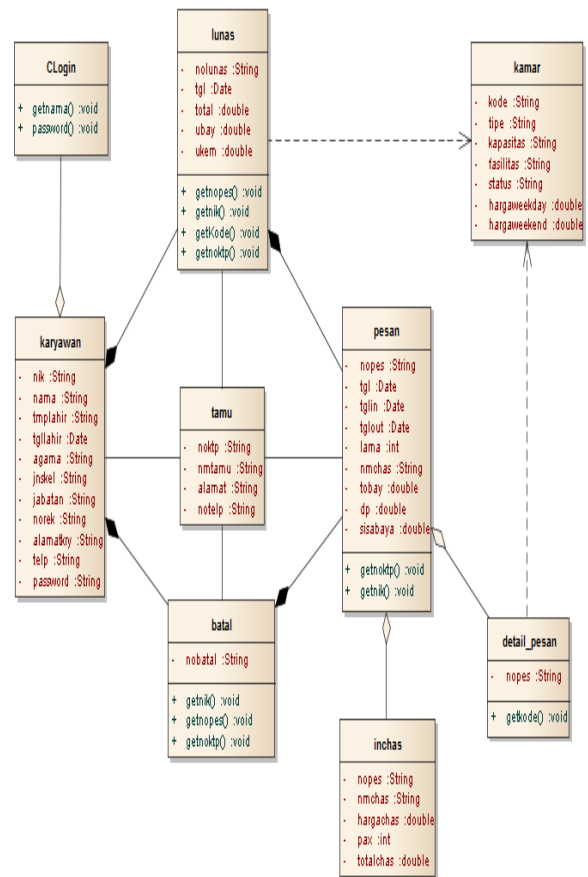 lunas
- nolunas :String
- tgl :Date
- total :double
- ubay :double
- ukem :double
+ getnopes() :void
+ getnik() :void
+ getKode() :void
+ getnoktp() :void
CLogin
+ getnama() :void
+ password() :void
kamar
- kode :String
- tipe :String
- kapasitas :String
- fasilitas :String
- status :String
- hargaweekday :double
- hargaweekend :double
karyawan
- nik :String
- nama :String
- tmplahir :String
- tgllahir :Date
- agama :String
- jnskel :String
- jabatan :String
- norek :String
- alamatkry :String
- telp :String
- password :String
tamu
- noktp :String
- nmtamu :String
- alamat :String
- notelp :String
pesan
- nopes :String
- tgl :Date
- tglin :Date
- tglout :Date
- lama :int
- nmchas :String
- tobay :double
- dp :double
- sisabaya :double
+ getnoktp() :void
+ getnik() :void
batal
- nobatal :String
+ getnik() :void
+ getnopes() :void
+ getnoktp() :void
detail_pesan
- nopes :String
+ getkode() :void
inchas
- nopes :String
- nmchas :String
- hargachas :double
- pax :int
- totalchas :double